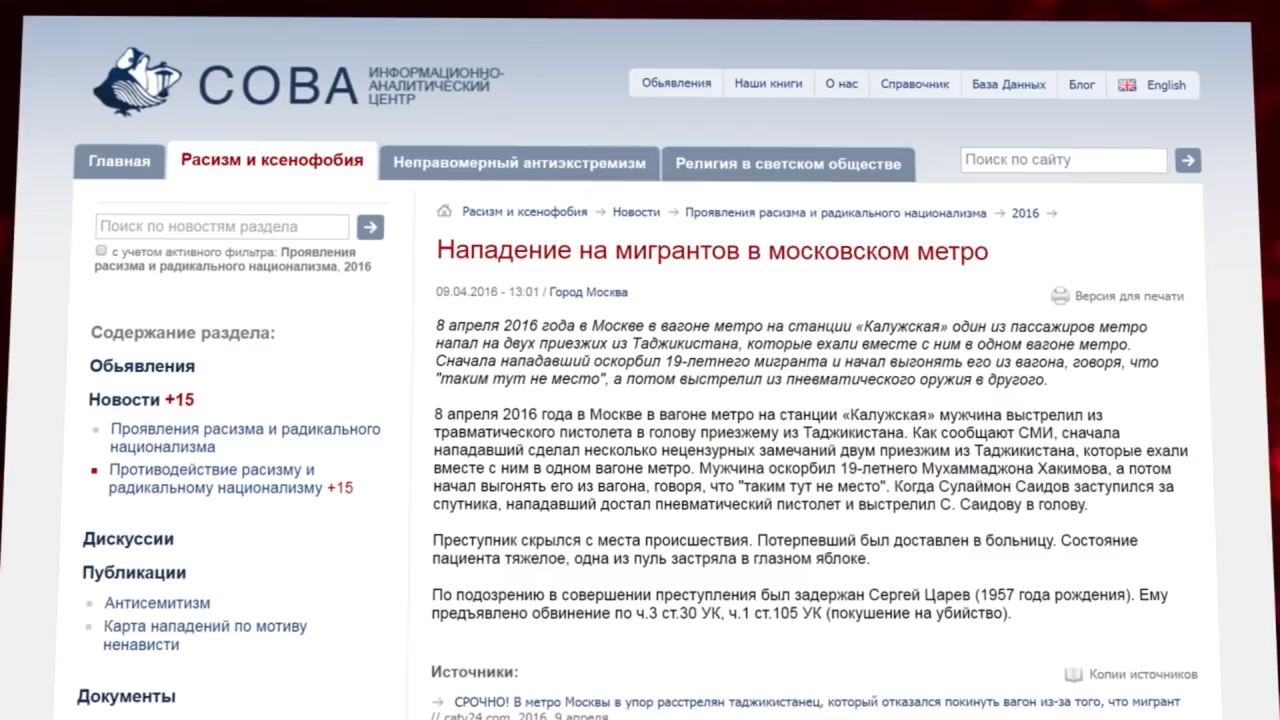 СОВА
ИНФОРМАЦИОННО-
АНАЛИТИЧЕСКИЙ
ЦЕНТР
Обьявления
Наши книги
О нас
Справочник
База Данных
Блог
English
Главная
Расизм и ксенофобия
Неправомерный антиэкстремизм
Религия в светском обществе
Поиск по сайту
Поиск по новостям раздела
с учетом активного фильтра: Проявления
расизма и радикального национализма, 2016
Содержание раздела:
Обьявления
Новости +15
Проявления расизма и радикального
национализма
Противодействие расизму и
радикальному национализму +15
Дискуссии
Публикации
Антисемитизм
Карта нападений по мотиву
ненависти
Документы
Расизм и ксенофобия → Новости → Проявления расизма и радикального национализма → 2016 →
Нападение на мигрантов в московском метро
09.04.2016 - 13:01 / Город Москва
Версия для печати
8 апреля 2016 года в Москве в вагоне метро на станции «Калужская» один из пассажиров метро
напал на двух приезжих из Таджикистана, которые ехали вместе с ним в одном вагоне метро.
Сначала нападавший оскорбил 19-летнего мигранта и начал выгонять его из вагона, говоря, что
"таким тут не место", а потом выстрелил из пневматического оружия в другого.
8 апреля 2016 года в Москве в вагоне метро на станции «Калужская» мужчина выстрелил из
травматического пистолета в голову приезжему из Таджикистана. Как сообщают СМИ, сначала
нападавший сделал несколько нецензурных замечаний двум приезжим из Таджикистана, которые ехали
вместе с ним в одном вагоне метро. Мужчина оскорбил 19-летнего Мухаммаджона Хакимова, а потом
начал выгонять его из вагона, говоря, что "таким тут не место". Когда Сулаймон Саидов заступился за
спутника, нападавший достал пневматический пистолет и выстрелил С. Саидову в голову.
Преступник скрылся с места происшествия. Потерпевший был доставлен в больницу. Состояние
пациента тяжелое, одна из пуль застряла в глазном яблоке.
По подозрению в совершении преступления был задержан Сергей Царев (1957 года рождения). Ему
предъявлено обвинение по ч.3 ст.30 УК, ч.1 ст.105 УК (покушение на убийство).
Источники:
Копии источников
→ СРОЧНО! В метро Москвы в упор расстрелян таджикистанец, который отказался покинуть вагон из-за того, что мигрант
// catv24.com. 2016. 9 апреля